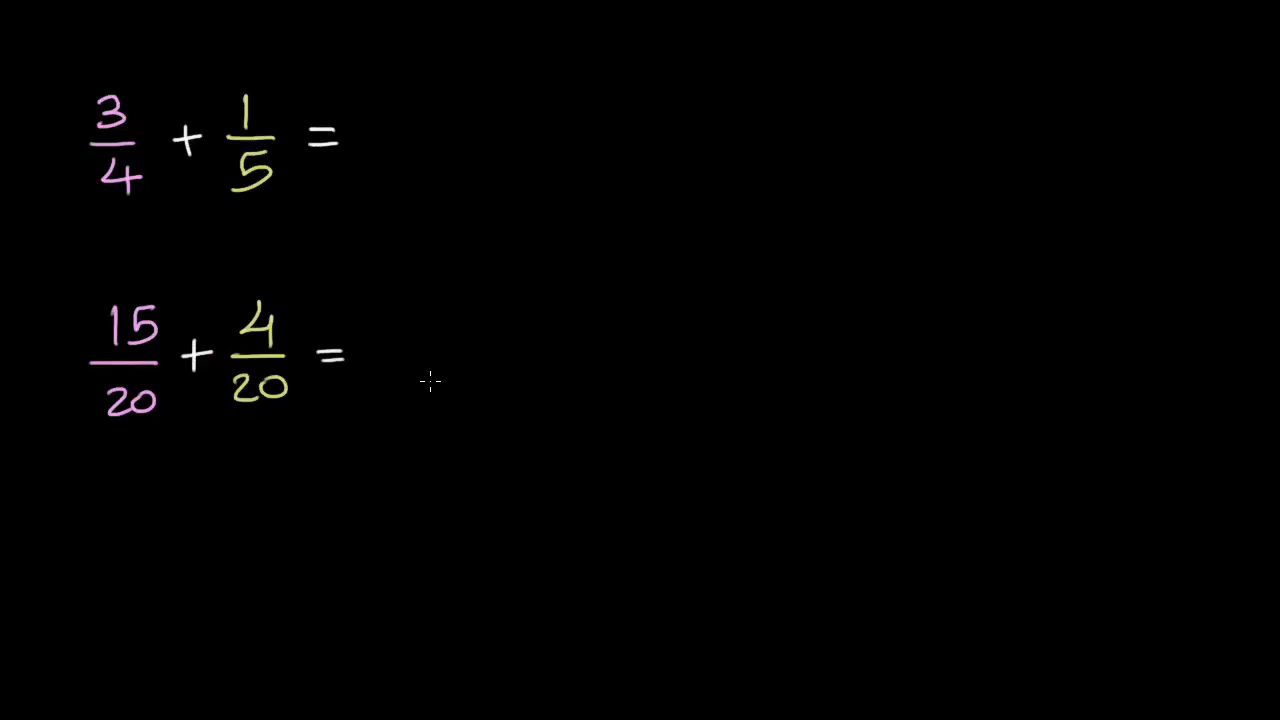 3/4 + 1/5 =
15/20 + 4/20 =